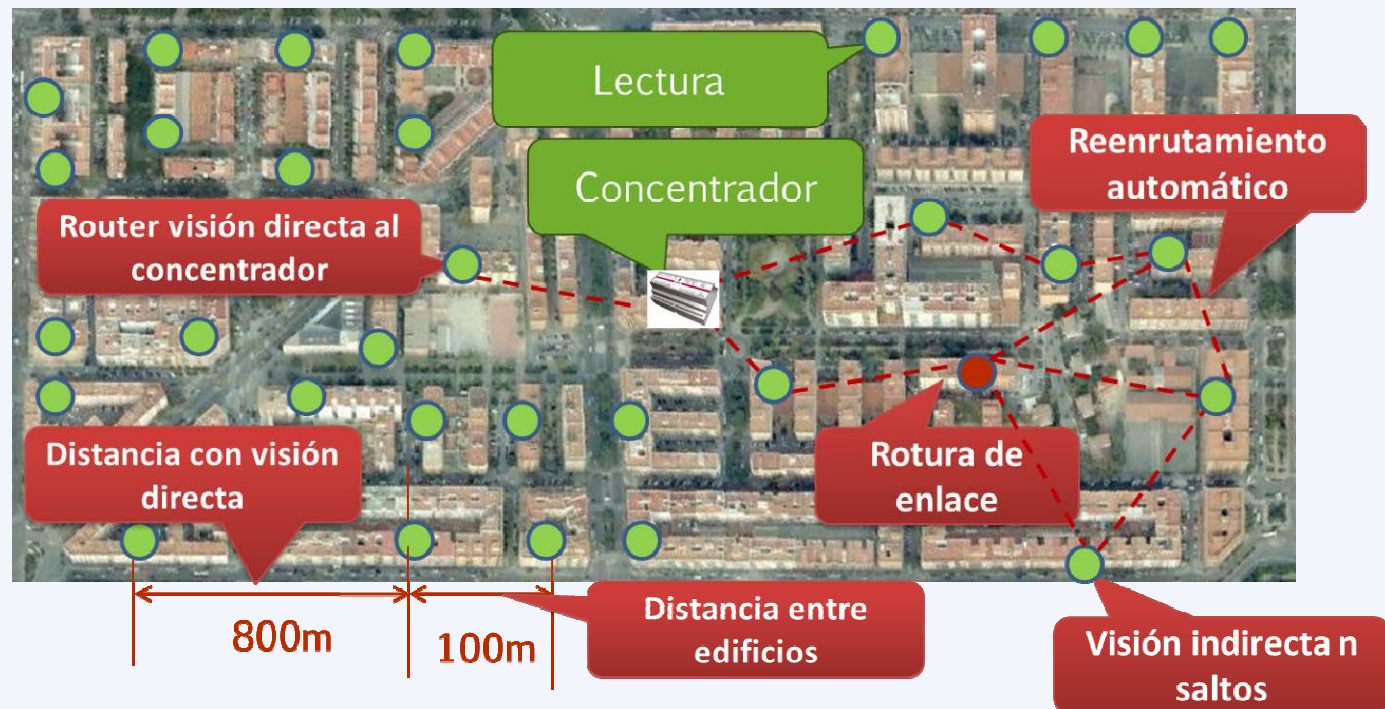 Lectura
Concentrador
Reenrutamiento
automático
Router visión directa al
concentrador
Distancia con visión
directa
Rotura de
enlace
800m
100m
Distancia entre
edificios
Visión indirecta n
saltos